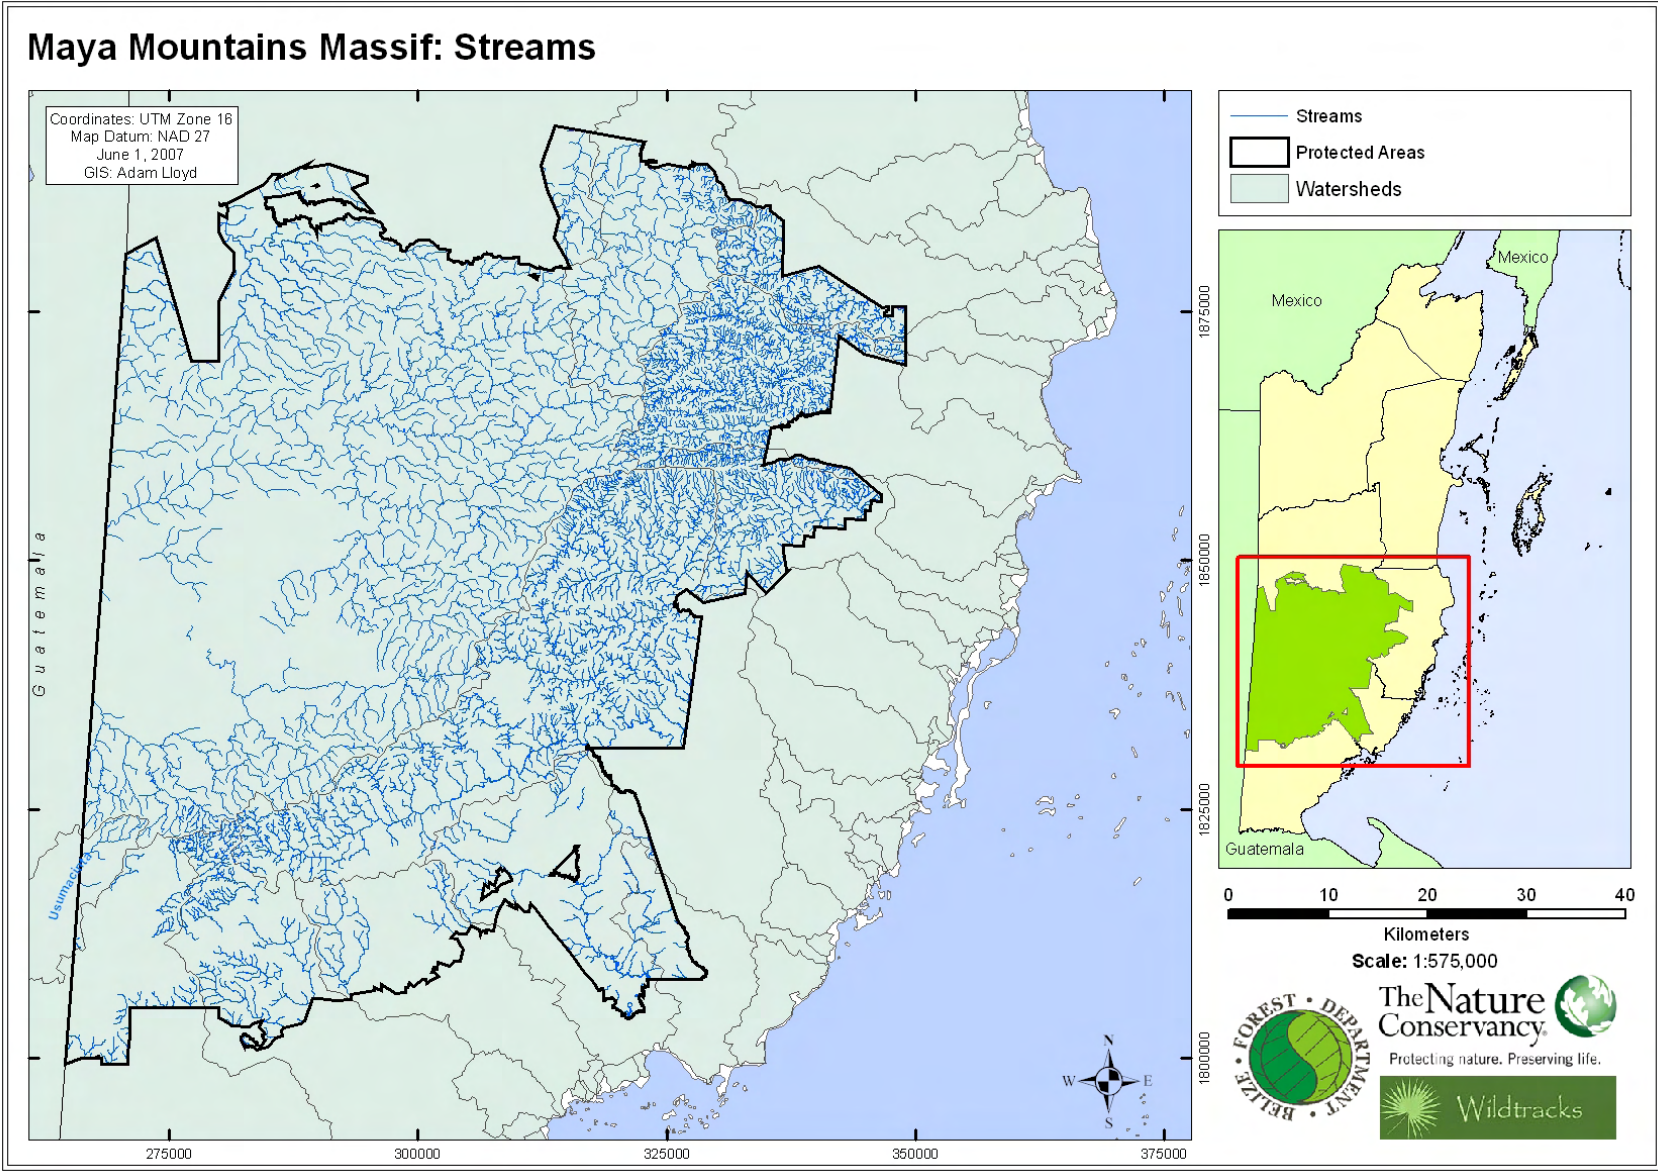 Maya Mountains Massif: Streams
Coordinates: UTM Zone 16
Map Datum: NAD 27
June 1, 2007
GIS: Adam Lloyd
Guatemala
Usumacinta
1875000
1850000
1825000
1800000
275000
300000
325000
350000
375000
N
W
E
S
Streams
Protected Areas
Watersheds
Mexico
Mexico
Guatemala
0
10
20
30
40
Kilometers
Scale: 1:575,000
BELIZE • FOREST • DEPARTMENT •
The Nature
Conservancy
Protecting nature. Preserving life.
Wildtracks